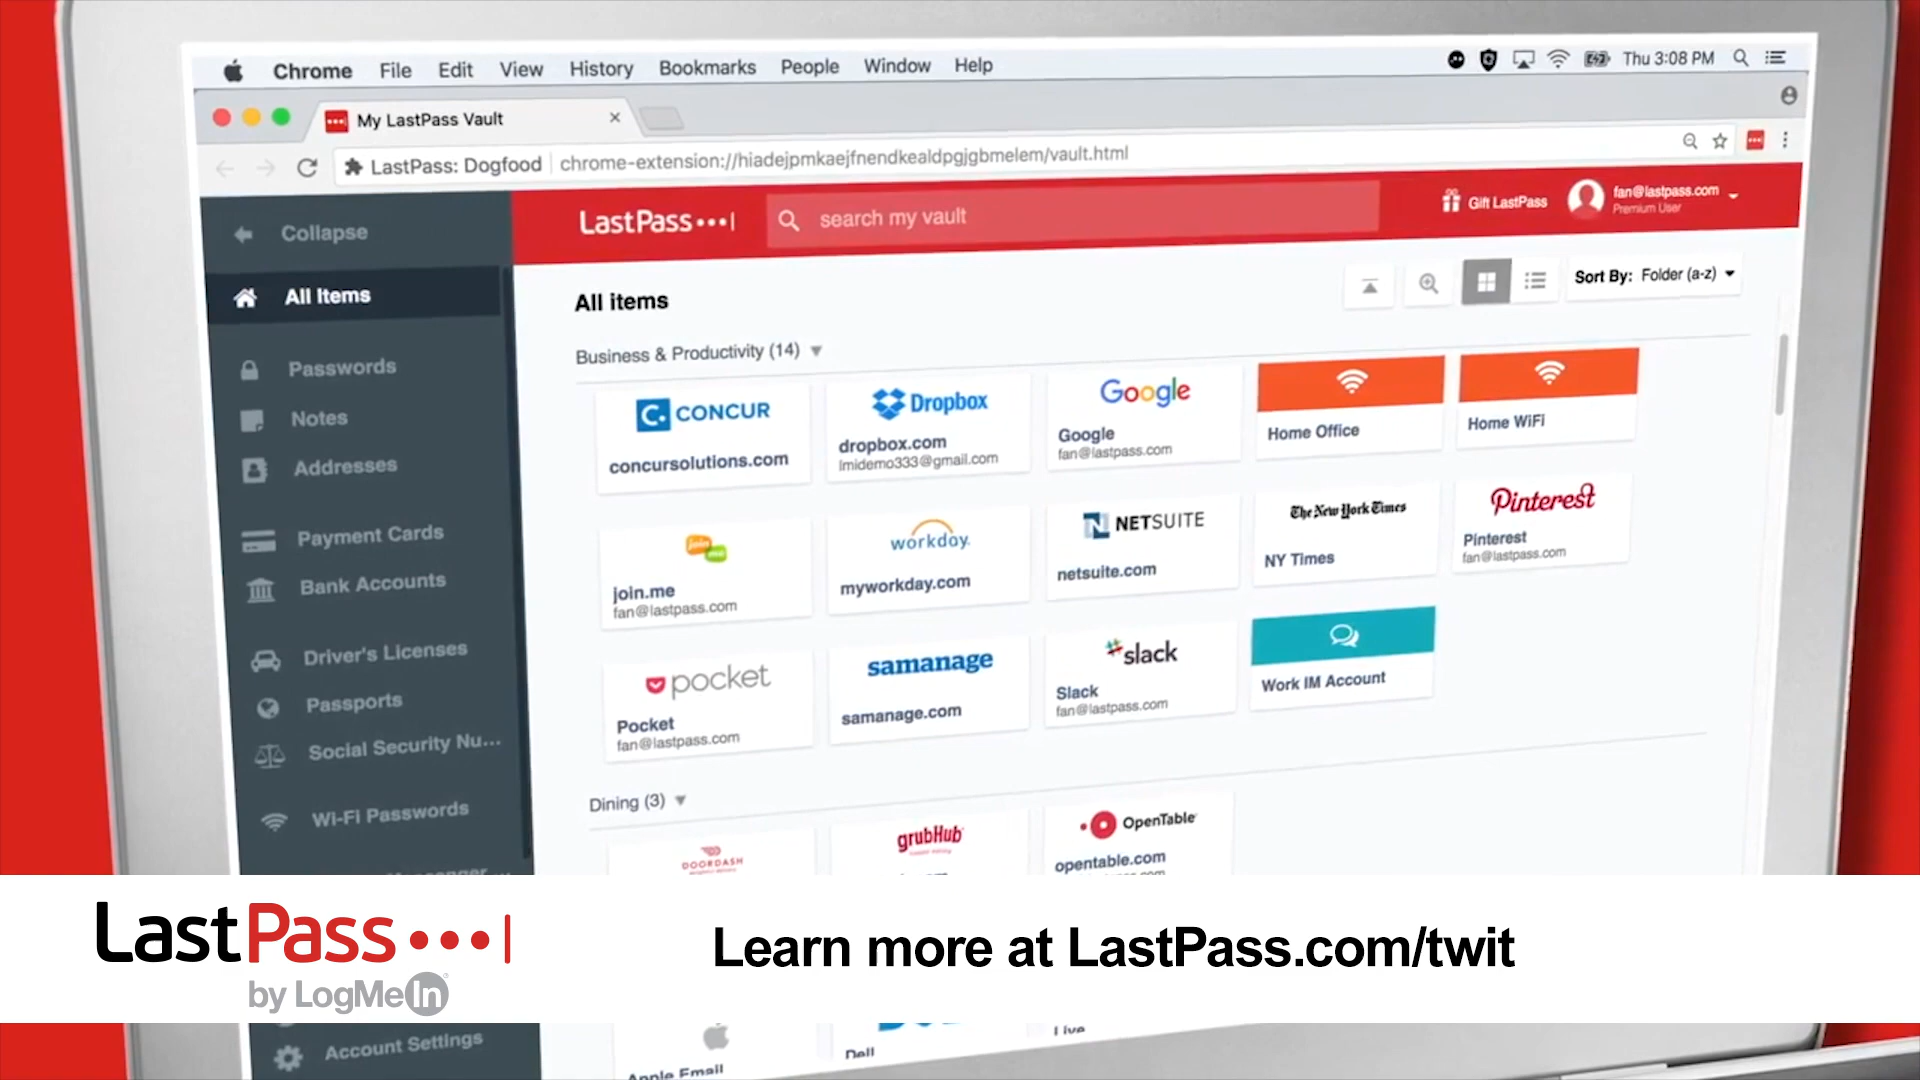 Chrome File Edit View History Bookmarks People Window Help
Thu 3:08 PM
My LastPass Vault
LastPass: Dogfood chrome-extension://hiadejpmkaejfnendkealdpgjgbmelem/vault.html
Collapse
LastPass
search my vault
Gift LastPass
fan@lastpass.com
Premium User
All Items
Passwords
Notes
Addresses
Payment Cards
Bank Accounts
Driver's Licenses
Passports
Social Security Nu...
Wi-Fi Passwords
Account Settings
All items
Sort By: Folder (a-z)
Business & Productivity (14)
CONCUR
concursolutions.com
Dropbox
dropbox.com
lmidemo333@gmail.com
Google
Google
fan@lastpass.com
Home Office
Home WiFi
join.me
join.me
fan@lastpass.com
workday.
myworkday.com
NETSUITE
netsuite.com
The New York Times
NY Times
Pinterest
Pinterest
fan@lastpass.com
pocket
Pocket
fan@lastpass.com
samanage
samanage.com
slack
Slack
fan@lastpass.com
Work IM Account
Dining (3)
DOORDASH
grubHub
OpenTable
opentable.com
Apple Email
Dell
Live
LastPass
by LogMeIn
Learn more at LastPass.com/twit